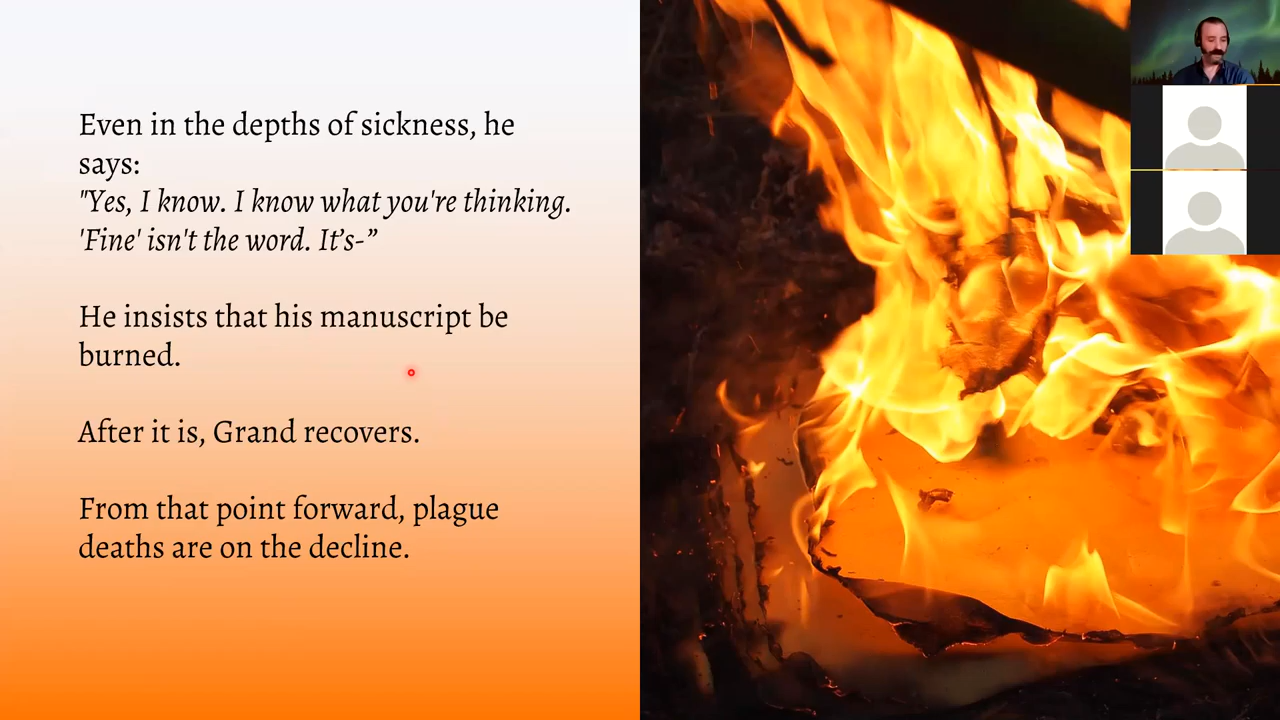 Even in the depths of sickness, he
says:
"Yes, I know. I know what you're thinking.
'Fine' isn't the word. It’s-”
He insists that his manuscript be
burned.
After it is, Grand recovers.
From that point forward, plague
deaths are on the decline.